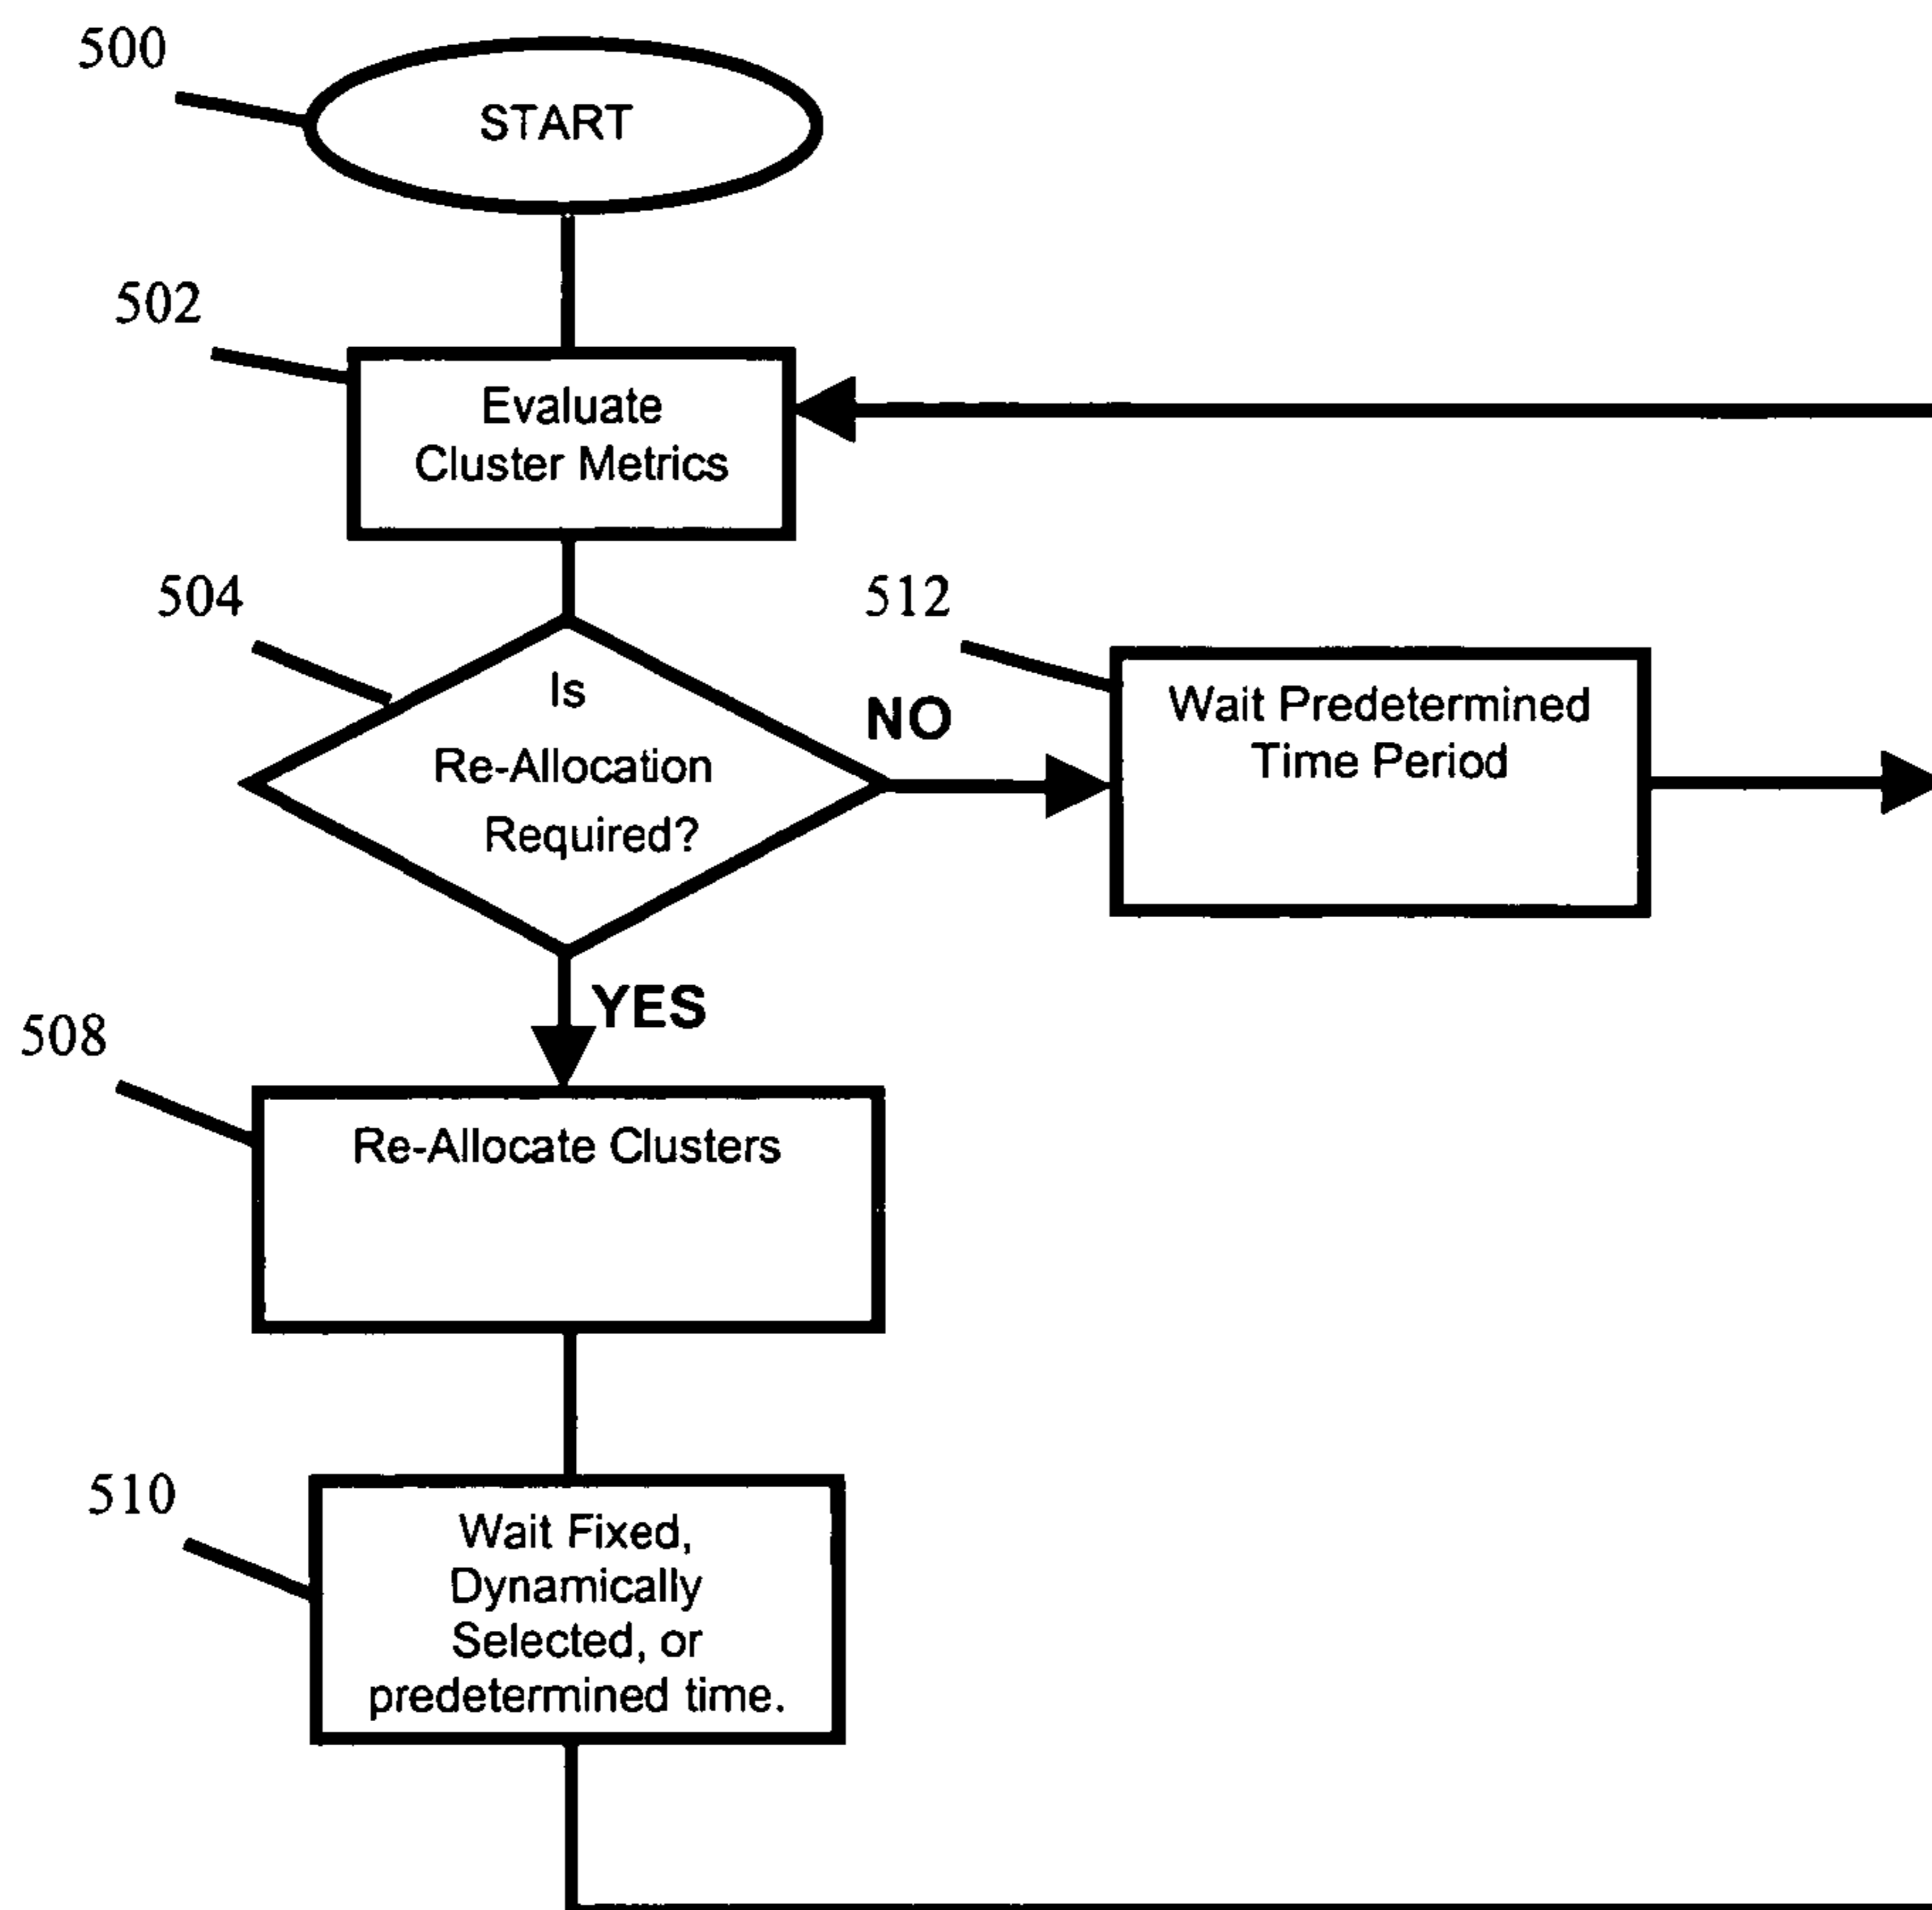 500
START
502
Evaluate
Cluster Metrics
504
Is
Re-Allocation
Required?
NO
512
Wait Predetermined
Time Period
YES
508
Re-Allocate Clusters
510
Wait Fixed,
Dynamically
Selected, or
predetermined time.